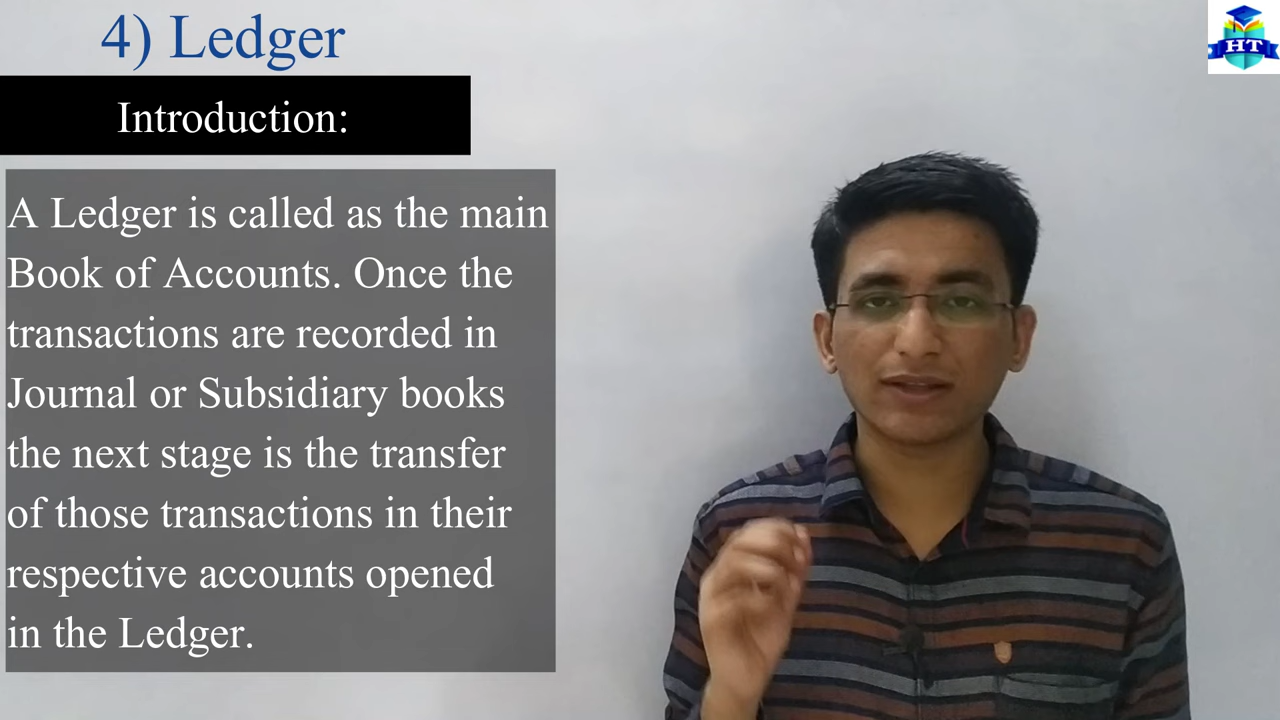 4) Ledger
HT
Introduction:
A Ledger is called as the main
Book of Accounts. Once the
transactions are recorded in
Journal or Subsidiary books
the next stage is the transfer
of those transactions in their
respective accounts opened
in the Ledger.